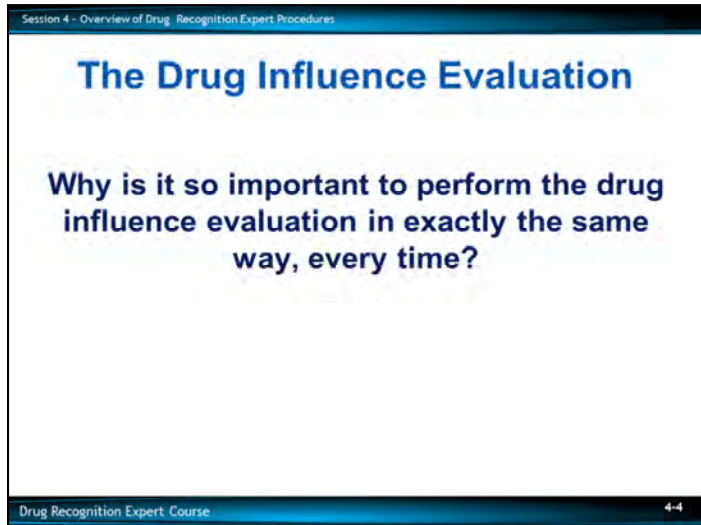 Session 4 - Overview of Drug Recognition Expert Procedures
The Drug Influence Evaluation
Why is it so important to perform the drug
influence evaluation in exactly the same
way, every time?
Drug Recognition Expert Course
4-4